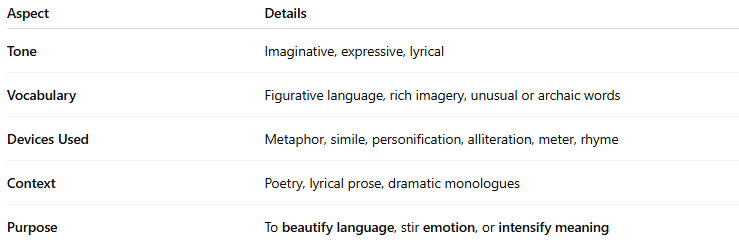 Aspect Details
Tone Imaginative, expressive, lyrical
Vocabulary Figurative language, rich imagery, unusual or archaic words
Devices Used Metaphor, simile, personification, alliteration, meter, rhyme
Context Poetry, lyrical prose, dramatic monologues
Purpose To beautify language, stir emotion, or intensify meaning